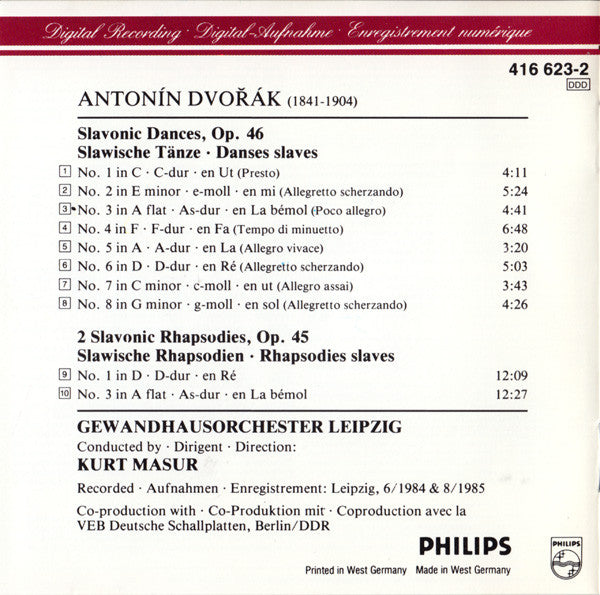 Digital Recording · Digital-Aufnahme · Enregistrement numérique
416 623-2
DDD
ANTONÍN DVOŘÁK (1841-1904)
Slavonic Dances, Op. 46
Slawische Tänze · Danses slaves
1 No. 1 in C · C-dur · en Ut (Presto) 4:11
2 No. 2 in E minor · e-moll · en mi (Allegretto scherzando) 5:24
3 No. 3 in A flat · As-dur · en La bémol (Poco allegro) 4:41
4 No. 4 in F · F-dur · en Fa (Tempo di minuetto) 6:48
5 No. 5 in A · A-dur · en La (Allegro vivace) 3:20
6 No. 6 in D · D-dur · en Ré (Allegretto scherzando) 5:03
7 No. 7 in C minor · c-moll · en ut (Allegro assai) 3:43
8 No. 8 in G minor · g-moll · en sol (Allegretto scherzando) 4:26
2 Slavonic Rhapsodies, Op. 45
Slawische Rhapsodien · Rhapsodies slaves
9 No. 1 in D · D-dur · en Ré 12:09
10 No. 3 in A flat · As-dur · en La bémol 12:27
GEWANDHAUSORCHESTER LEIPZIG
Conducted by · Dirigent · Direction:
KURT MASUR
Recorded · Aufnahmen · Enregistrement: Leipzig, 6/1984 & 8/1985
Co-production with · Co-Produktion mit · Coproduction avec la
VEB Deutsche Schallplatten, Berlin/DDR
PHILIPS
PHILIPS
Printed in West Germany Made in West Germany